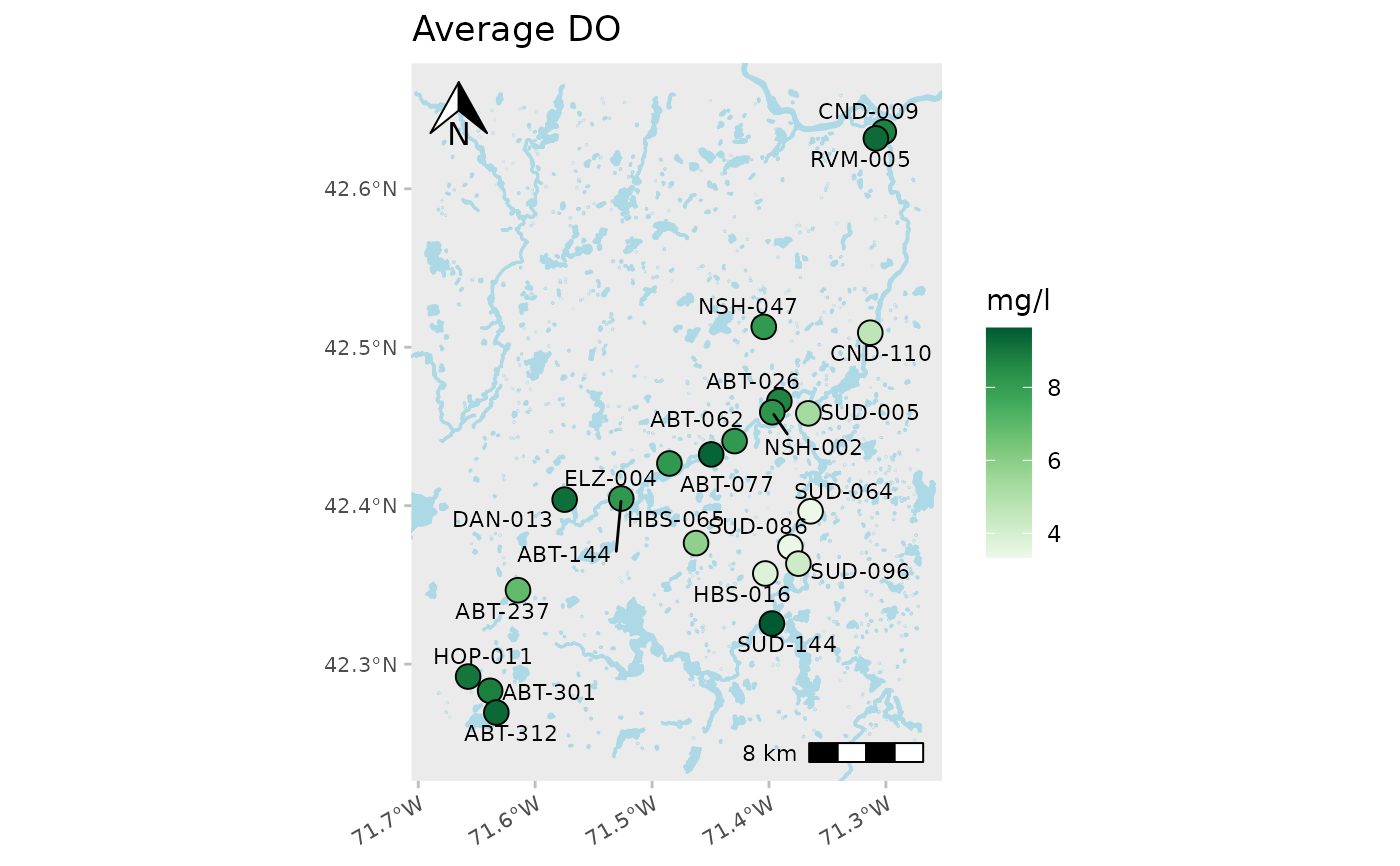 Average DO
N
CND-009
RVM-005
42.6°N
NSH-047
mg/l
42.5°N
CND-110
ABT-026
8
ABT-062
SUD-005
NSH-002
6
ELZ-004
ABT-077
SUD-064
42.4°N
DAN-013
HBS-065
SUD-086
4
ABT-144
SUD-096
HBS-016
ABT-237
SUD-144
HOP-011
42.3°N
ABT-301
ABT-312
8 km
71.7°W
71.6°W
71.5°W
71.4°W
71.3°W